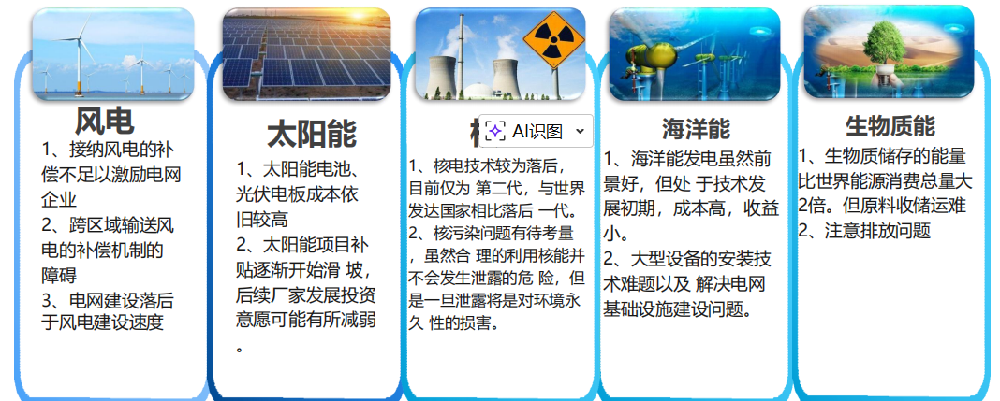 风电
1、接纳风电的补
偿不足以激励电网
企业
2、跨区域输送风
电的补偿机制的
障碍
3、电网建设落后
于风电建设速度
太阳能
1、太阳能电池、
光伏电板成本依
旧较高
2、太阳能项目补
贴逐渐开始滑 坡，
后续厂家发展投资
意愿可能有所减弱
。
AI识图
1、核电技术较为落后，
目前仅为 第二代，与世界
发达国家相比落后 一代。
2、核污染问题有待考量
，虽然合 理的利用核能并
不会发生泄露的危 险，但
是一旦泄露将是对环境永
久 性的损害。
海洋能
1、海洋能发电虽然前
景好，但处 于技术发
展初期，成本高，收益
小。
2、大型设备的安装技
术难题以及 解决电网
基础设施建设问题。
生物质能
1、生物质储存的能量
比世界能源消费总量大
2倍。但原料收储运难
2、注意排放问题